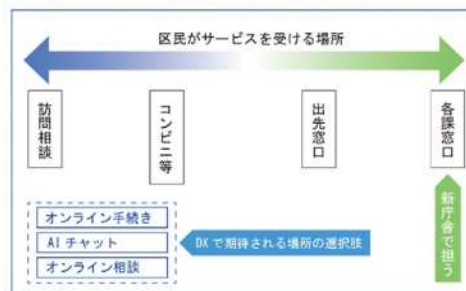 区民がサービスを受ける場所
訪問相談
コンビニ等
出先窓口
各課窓口
オンライン手続き
AIチャット
オンライン相談
DXで期待される場所の選択肢
新庁舎で担う